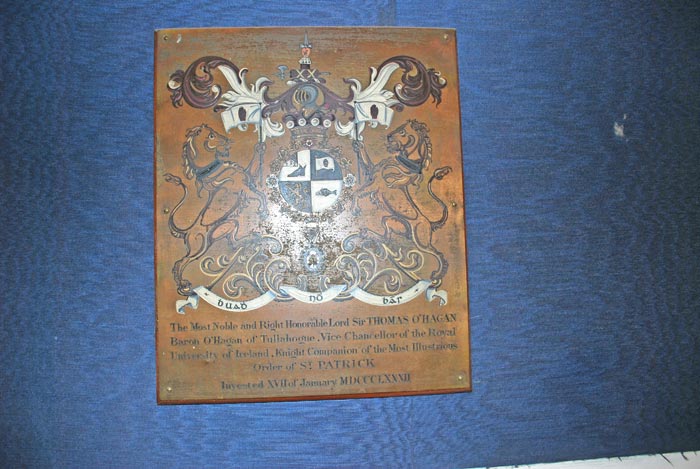 buaḋ nó bár
The Most Noble and Right Honorable Lord Sir THOMAS O'HAGAN
Baron O'Hagan of Tullahogue, Vice Chancellor of the Royal
University of Ireland, Knight Companion of the Most Illustrious
Order of St. PATRICK
Invested XVII of January MDCCCLXXXII